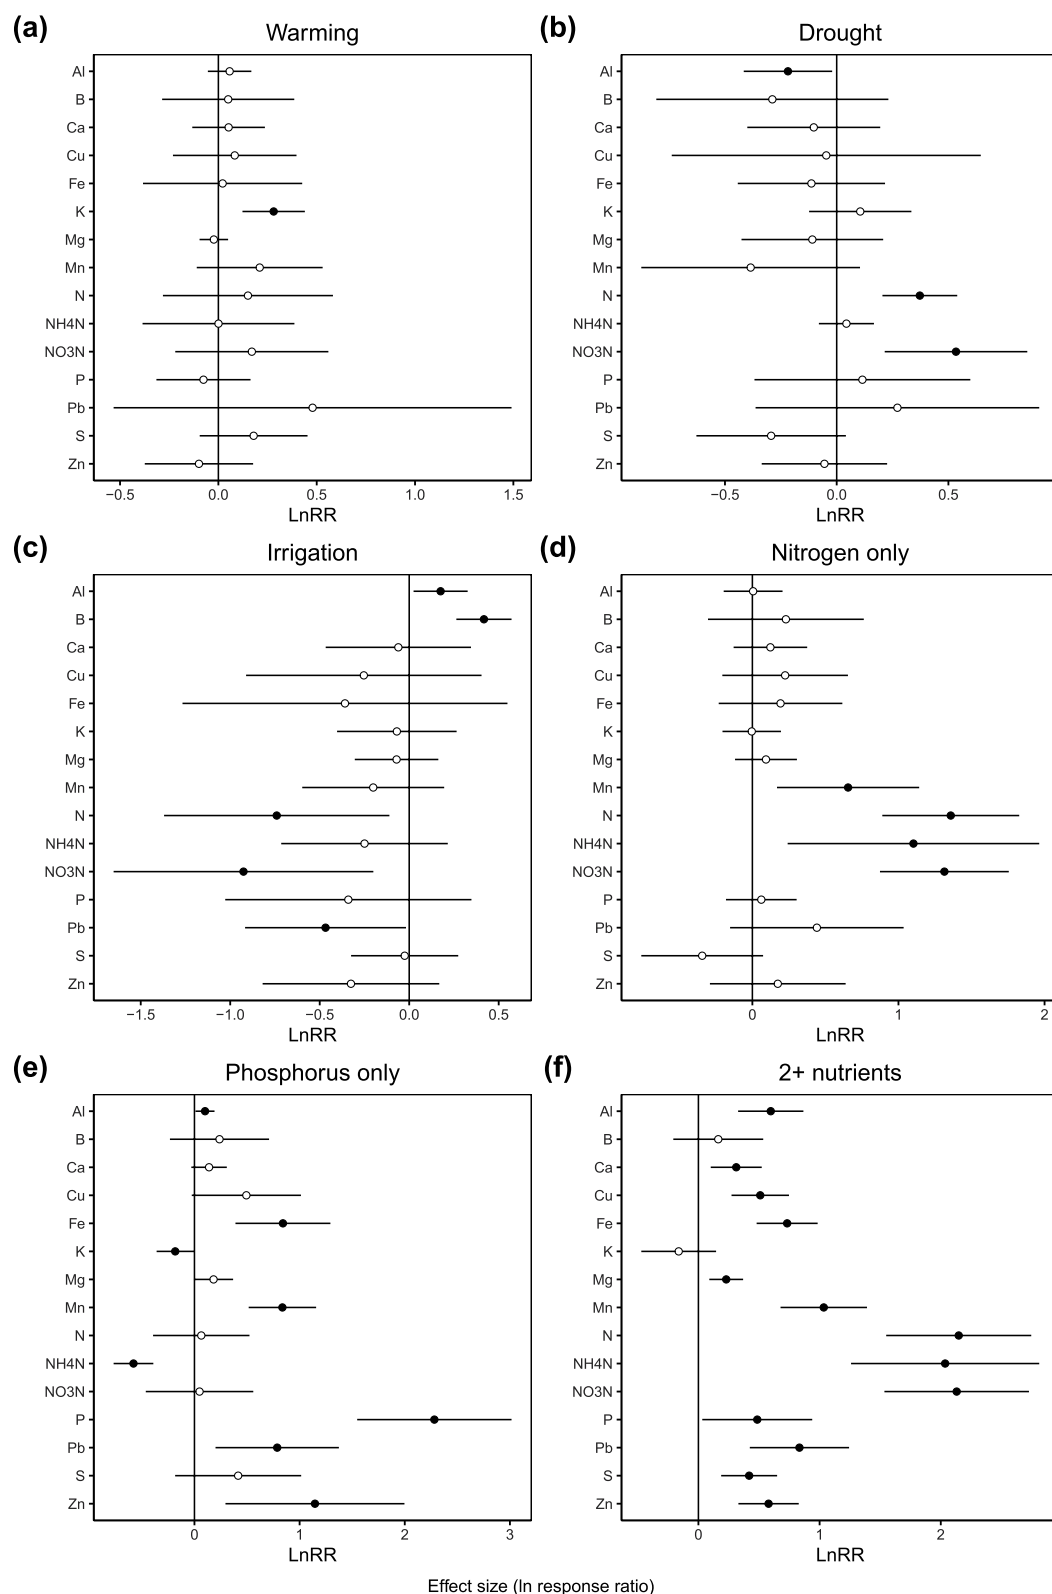 (a) Warming
Al
B
Ca
Cu
Fe
K
Mg
Mn
N
NH4N
NO3N
P
Pb
S
Zn
−0.5 0.0 0.5 1.0 1.5
LnRR
(b) Drought
Al
B
Ca
Cu
Fe
K
Mg
Mn
N
NH4N
NO3N
P
Pb
S
Zn
−0.5 0.0 0.5
LnRR
(c) Irrigation
Al
B
Ca
Cu
Fe
K
Mg
Mn
N
NH4N
NO3N
P
Pb
S
Zn
−1.5 −1.0 −0.5 0.0 0.5
LnRR
(d) Nitrogen only
Al
B
Ca
Cu
Fe
K
Mg
Mn
N
NH4N
NO3N
P
Pb
S
Zn
0 1 2
LnRR
(e) Phosphorus only
Al
B
Ca
Cu
Fe
K
Mg
Mn
N
NH4N
NO3N
P
Pb
S
Zn
0 1 2 3
LnRR
(f) 2+ nutrients
Al
B
Ca
Cu
Fe
K
Mg
Mn
N
NH4N
NO3N
P
Pb
S
Zn
0 1 2
LnRR
Effect size (ln response ratio)